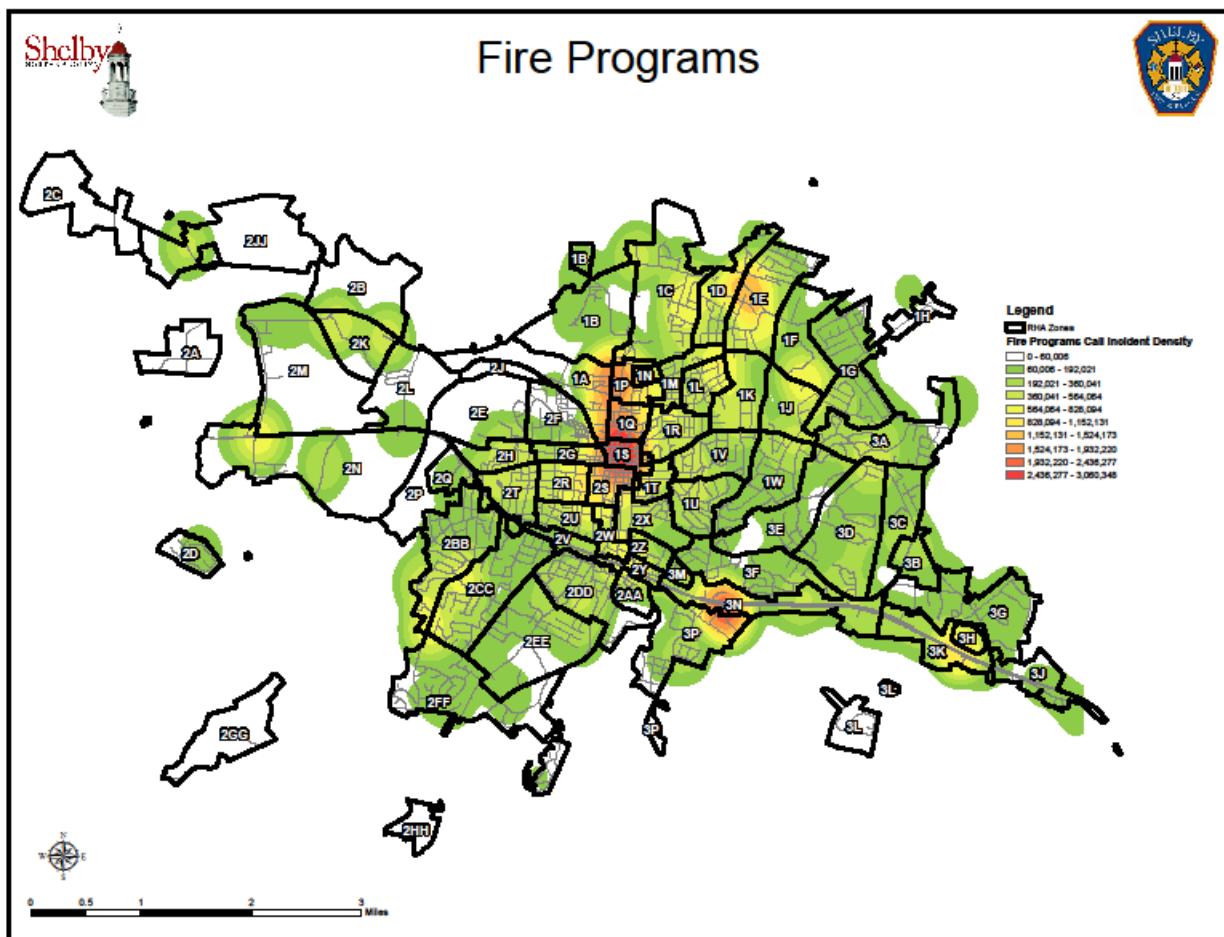 Shelby
Fire Programs
SHELBY
2C
2JJ
2B
1B
1B
1C
1D
1E
1F
1H
1G
2A
2K
2M
2L
2J
1A
1P
1N
1M
1L
1K
1J
2E
2F
1Q
1R
3A
2H
2G
1S
1V
2N
2P
2Q
2T
2R
2S
1T
1U
1W
2U
2X
3E
3D
3C
2D
2BB
2V
2W
2Z
2Y
3M
3F
3B
2CC
2DD
2AA
3N
3P
3G
3H
3K
2EE
2FF
3J
3L
3L
3P
2GG
2HH
Legend
RHA Zones
Fire Programs Call Incident Density
0 - 60,006
60,006 - 192,021
192,021 - 360,041
360,041 - 564,064
564,064 - 828,094
828,094 - 1,152,131
1,152,131 - 1,524,173
1,524,173 - 1,932,220
1,932,220 - 2,436,277
2,436,277 - 3,060,348
N
W E
S
0 0.5 1 2 3
Miles